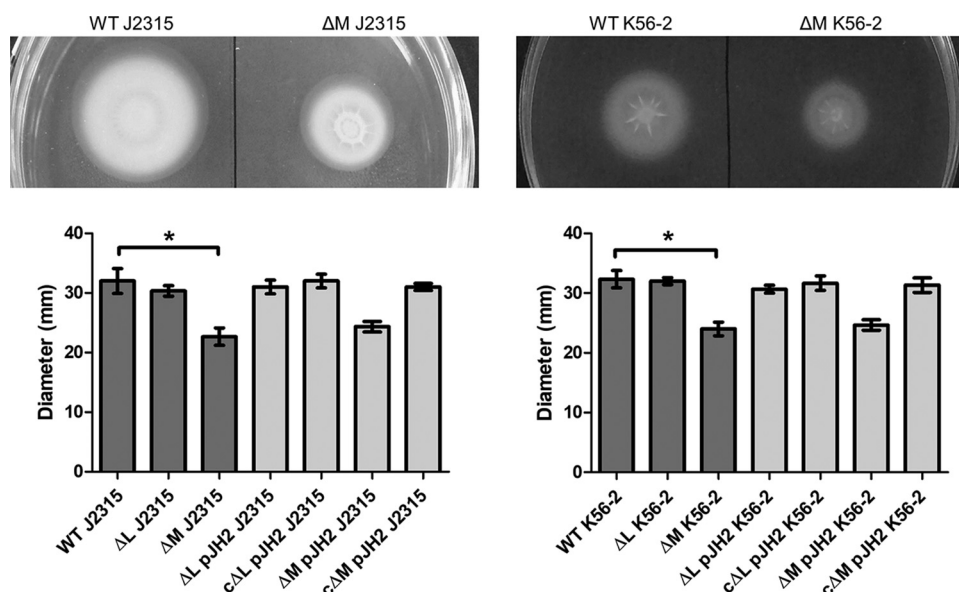 WT J2315 ΔM J2315 WT K56-2 ΔM K56-2
*
40
30
20
10
0
Diameter (mm)
WT J2315
ΔL J2315
ΔM J2315
ΔL pJH2 J2315
cΔL pJH2 J2315
ΔM pJH2 J2315
cΔM pJH2 J2315
*
40
30
20
10
0
Diameter (mm)
WT K56-2
ΔL K56-2
ΔM K56-2
ΔL pJH2 K56-2
cΔL pJH2 K56-2
ΔM pJH2 K56-2
cΔM pJH2 K56-2